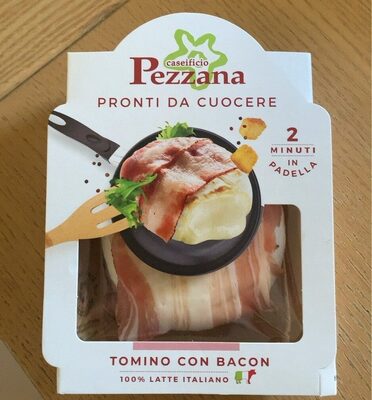 caseificio
Pezzana
PRONTI DA CUOCERE
2
MINUTI
IN
PADELLA
TOMINO CON BACON
100% LATTE ITALIANO